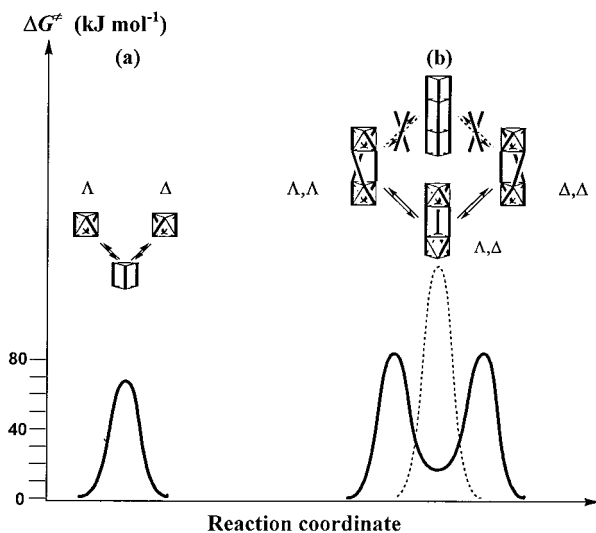 ΔG≠ (kJ mol-1)
(a)
(b)
Λ
Δ
Λ,Λ
Δ,Δ
Λ,Δ
80
40
0
Reaction coordinate